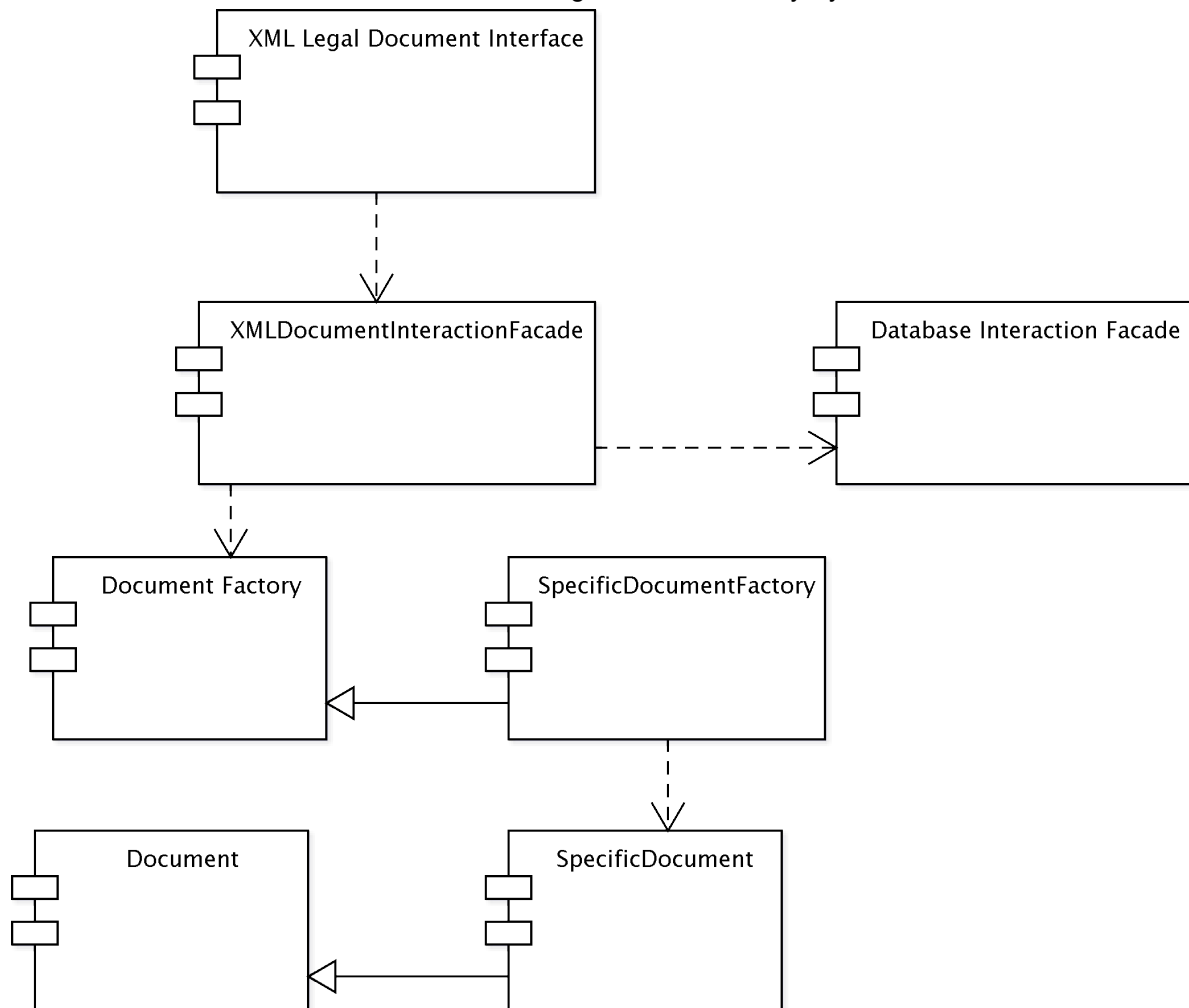 XML Legal Document Interface
XMLDocumentInteractionFacade
Database Interaction Facade
Document Factory
SpecificDocumentFactory
Document
SpecificDocument